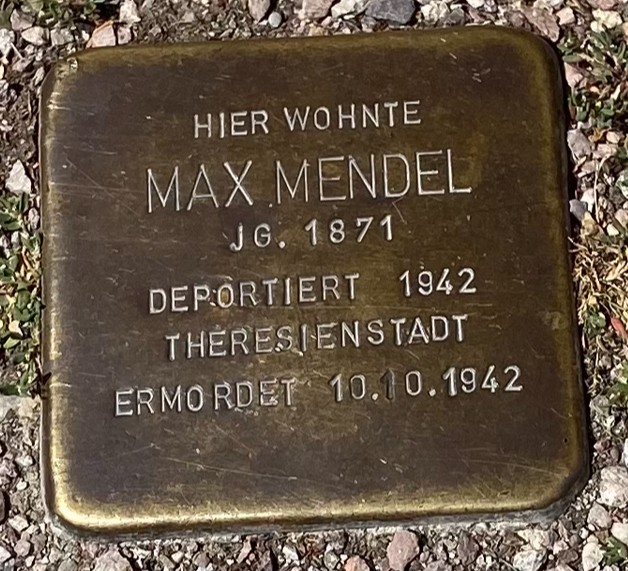 HIER WOHNTE
MAX MENDEL
JG. 1871
DEPORTIERT 1942
THERESIENSTADT
ERMORDET 10.10.1942